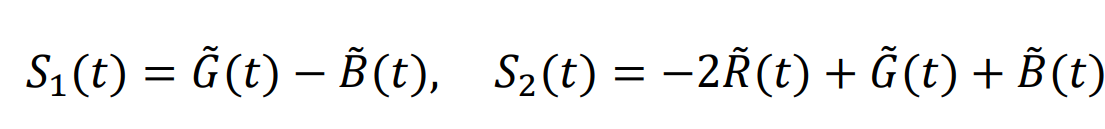 S₁(t) = G̃(t) − B̃(t), S₂(t) = −2R̃(t) + G̃(t) + B̃(t)